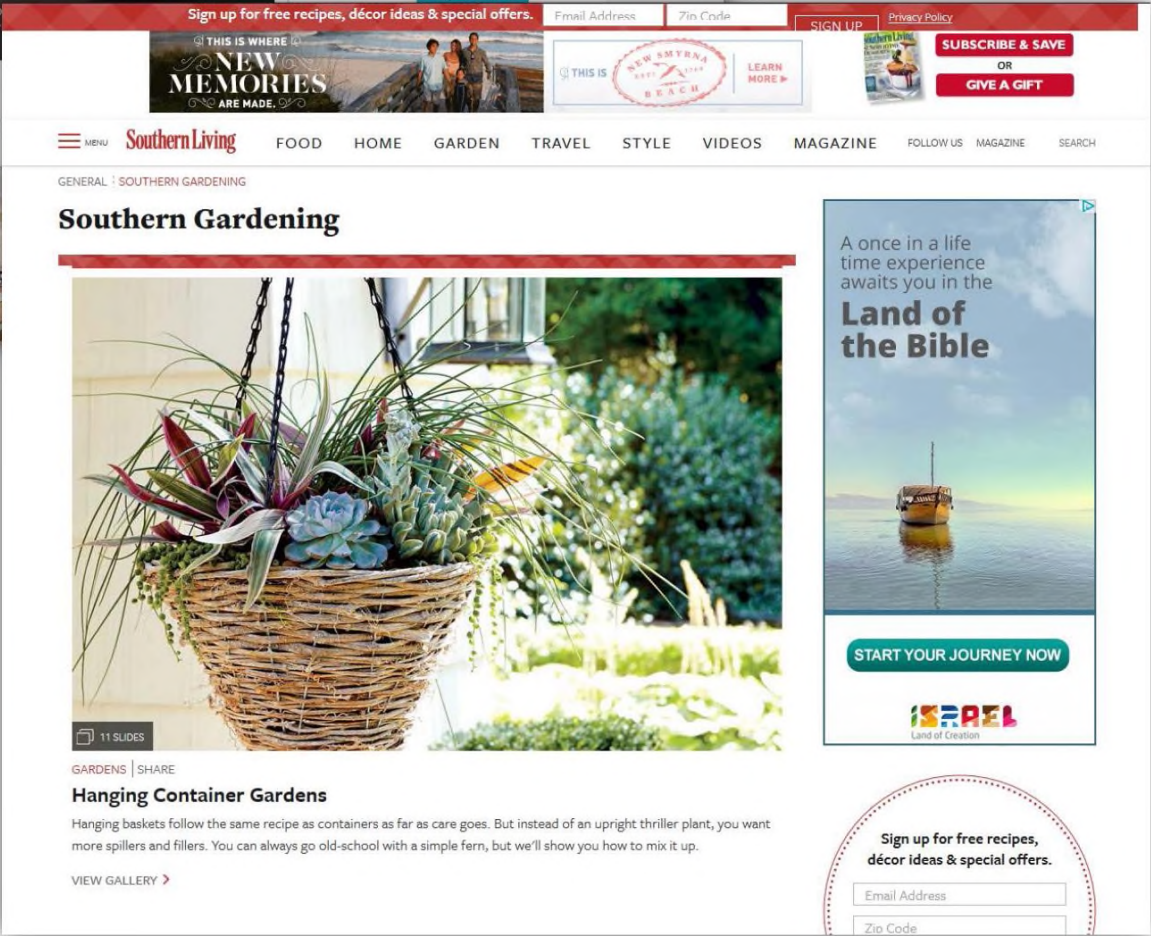 Sign up for free recipes, décor ideas & special offers.
Email Address
Zip Code
SIGN UP
Privacy Policy
THIS IS WHERE
NEW
MEMORIES
ARE MADE.
THIS IS
NEW SMYRNA
BEACH
LEARN
MORE
Southern Living
SUBSCRIBE & SAVE
OR
GIVE A GIFT
MENU
Southern Living
FOOD
HOME
GARDEN
TRAVEL
STYLE
VIDEOS
MAGAZINE
FOLLOW US
MAGAZINE
SEARCH
GENERAL
SOUTHERN GARDENING
Southern Gardening
A once in a life
time experience
awaits you in the
Land of
the Bible
START YOUR JOURNEY NOW
ISRAEL
Land of Creation
11 SLIDES
GARDENS | SHARE
Hanging Container Gardens
Hanging baskets follow the same recipe as containers as far as care goes. But instead of an upright thriller plant, you want
more spillers and fillers. You can always go old-school with a simple fern, but we'll show you how to mix it up.
VIEW GALLERY
Sign up for free recipes,
décor ideas & special offers.
Email Address
Zip Code